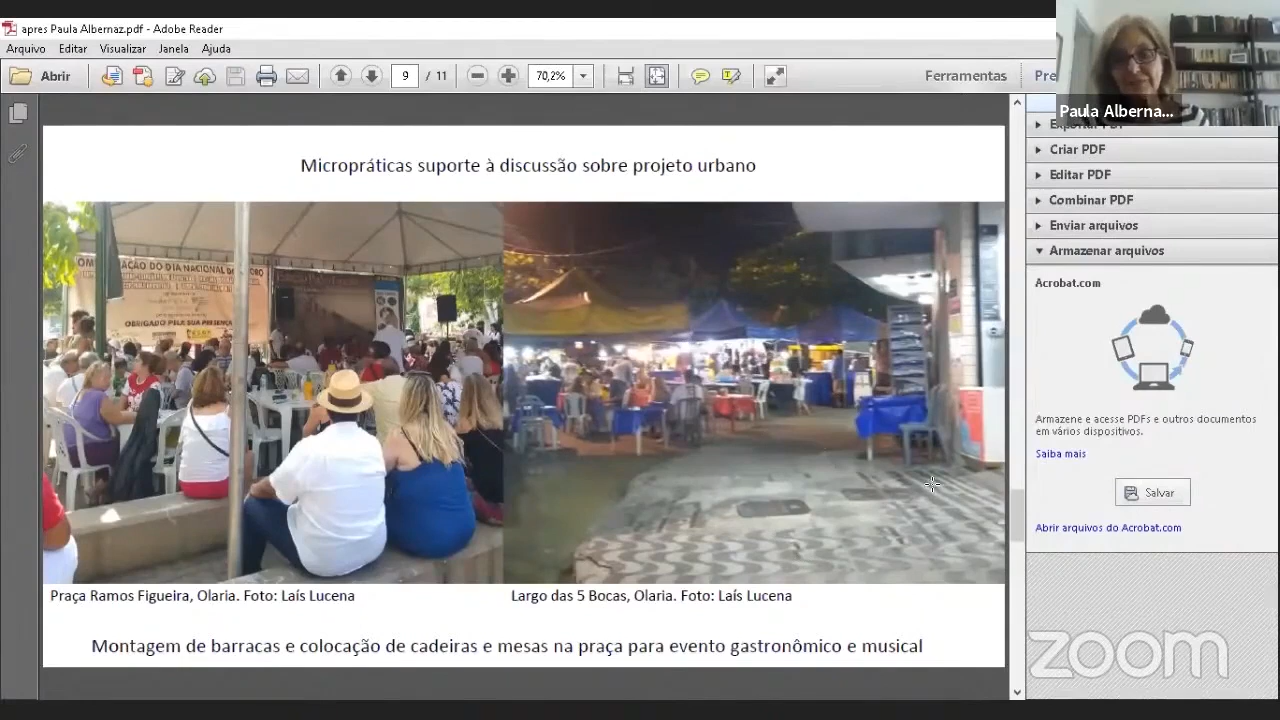 apres Paula Albernaz.pdf - Adobe Reader
Arquivo Editar Visualizar Janela Ajuda
Abrir 9 / 11 70,2% Ferramentas
Paula Alberna...
Exportar PDF
Criar PDF
Editar PDF
Combinar PDF
Enviar arquivos
Armazenar arquivos
Acrobat.com
Armazene e acesse PDFs e outros documentos
em vários dispositivos.
Saiba mais
Salvar
Abrir arquivos do Acrobat.com
Micropráticas suporte à discussão sobre projeto urbano
DIA NACIONAL
OBRIGADO PELA SUA PRESENÇA
Praça Ramos Figueira, Olaria. Foto: Laís Lucena
Largo das 5 Bocas, Olaria. Foto: Laís Lucena
Montagem de barracas e colocação de cadeiras e mesas na praça para evento gastronômico e musical
zoom